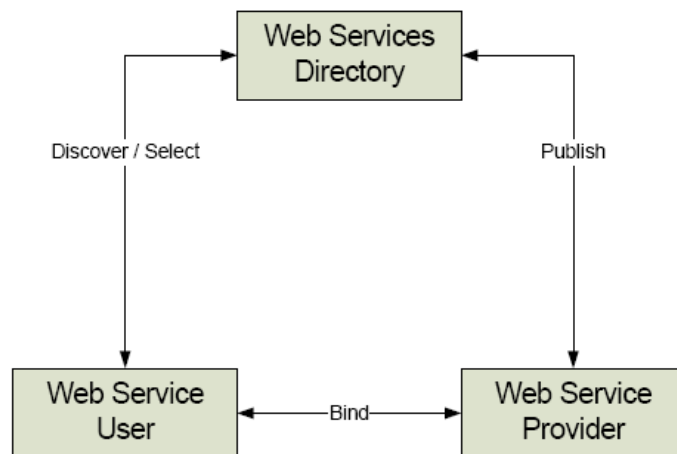 Web Services
Directory
Discover / Select
Publish
Web Service
User
Bind
Web Service
Provider